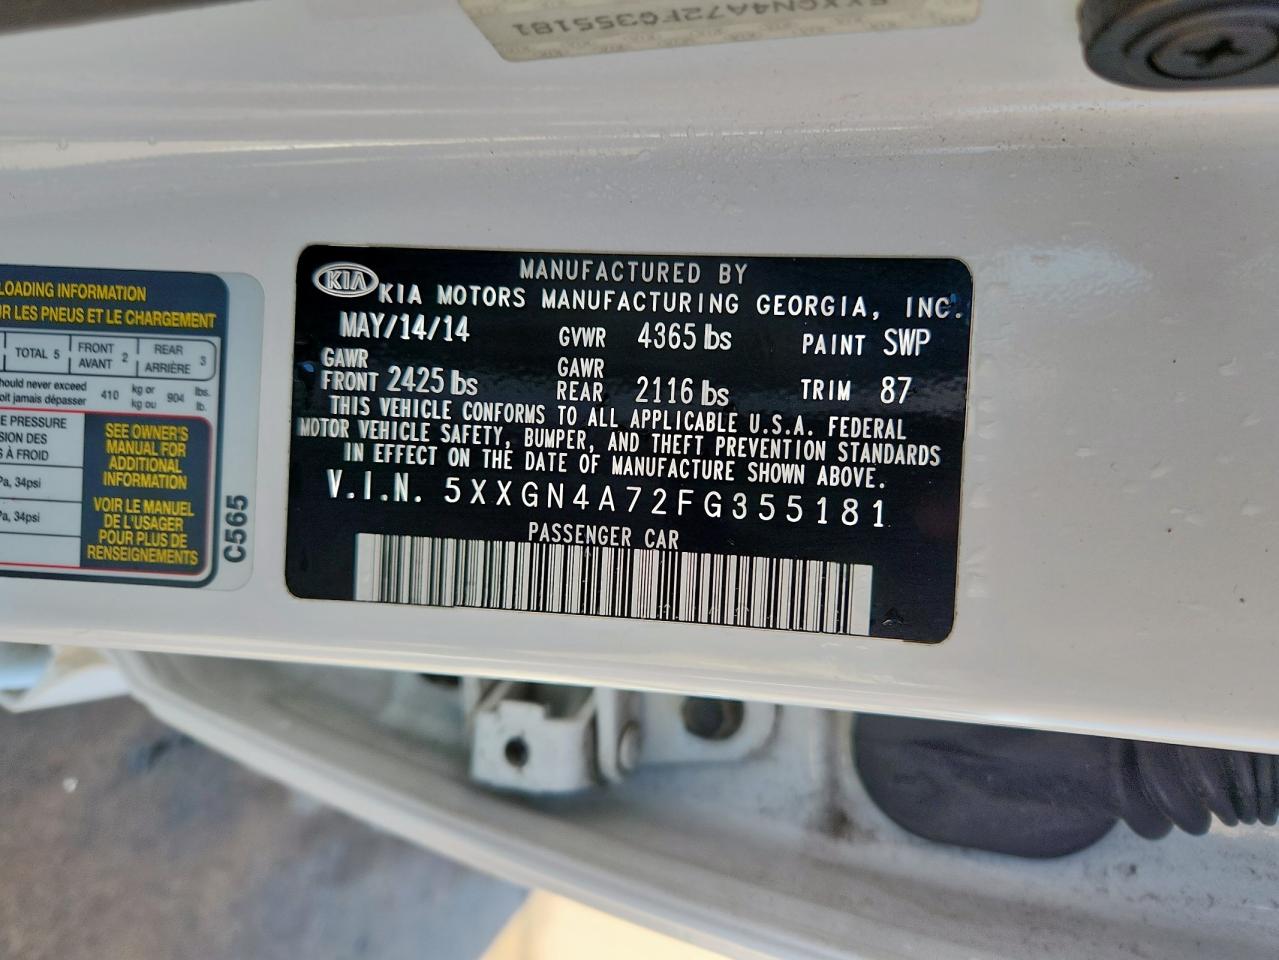 5XXGN4A72FG355181
MANUFACTURED BY
KIA
KIA MOTORS MANUFACTURING GEORGIA, INC.
MAY/14/14 GVWR 4365 lbs PAINT SWP
GAWR FRONT 2425 lbs GAWR REAR 2116 lbs TRIM 87
THIS VEHICLE CONFORMS TO ALL APPLICABLE U.S.A. FEDERAL
MOTOR VEHICLE SAFETY, BUMPER, AND THEFT PREVENTION STANDARDS
IN EFFECT ON THE DATE OF MANUFACTURE SHOWN ABOVE.
V.I.N. 5XXGN4A72FG355181
PASSENGER CAR
LOADING INFORMATION
R LES PNEUS ET LE CHARGEMENT
TOTAL 5 FRONT AVANT 2 REAR ARRIÈRE 3
hould never exceed 410 kg or 904 lbs.
oit jamais dépasser kg ou lb.
E PRESSURE
SION DES
S À FROID
Pa, 34psi
Pa, 34psi
SEE OWNER'S
MANUAL FOR
ADDITIONAL
INFORMATION
VOIR LE MANUEL
DE L'USAGER
POUR PLUS DE
RENSEIGNEMENTS
C565